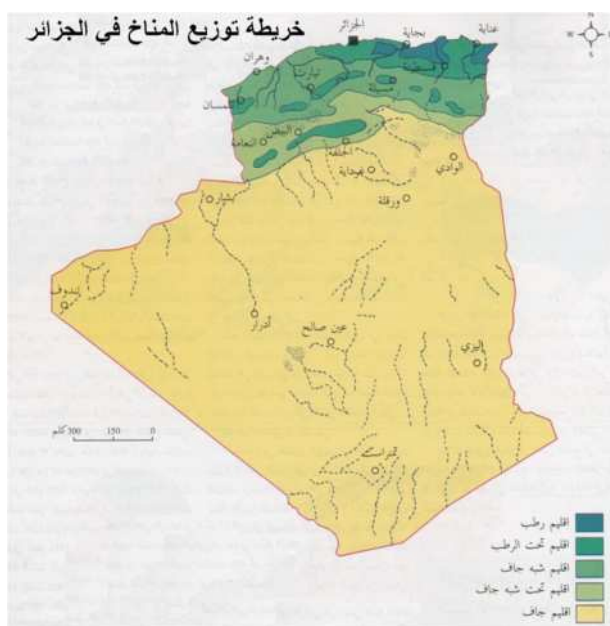 خريطة توزيع المناخ في الجزائر
N
W
E
S
الجزائر
بجاية
عنابة
وهران
تيارت
قسنطينة
مسيلة
تلمسان
البيض
النعامة
الجلفة
الوادي
غرداية
ورقلة
بشار
تندوف
أدرار
عين صالح
إليزي
تمنراست
300 كلم 150 0
اقليم رطب
اقليم تحت الرطب
اقليم شبه جاف
اقليم تحت شبه جاف
اقليم جاف